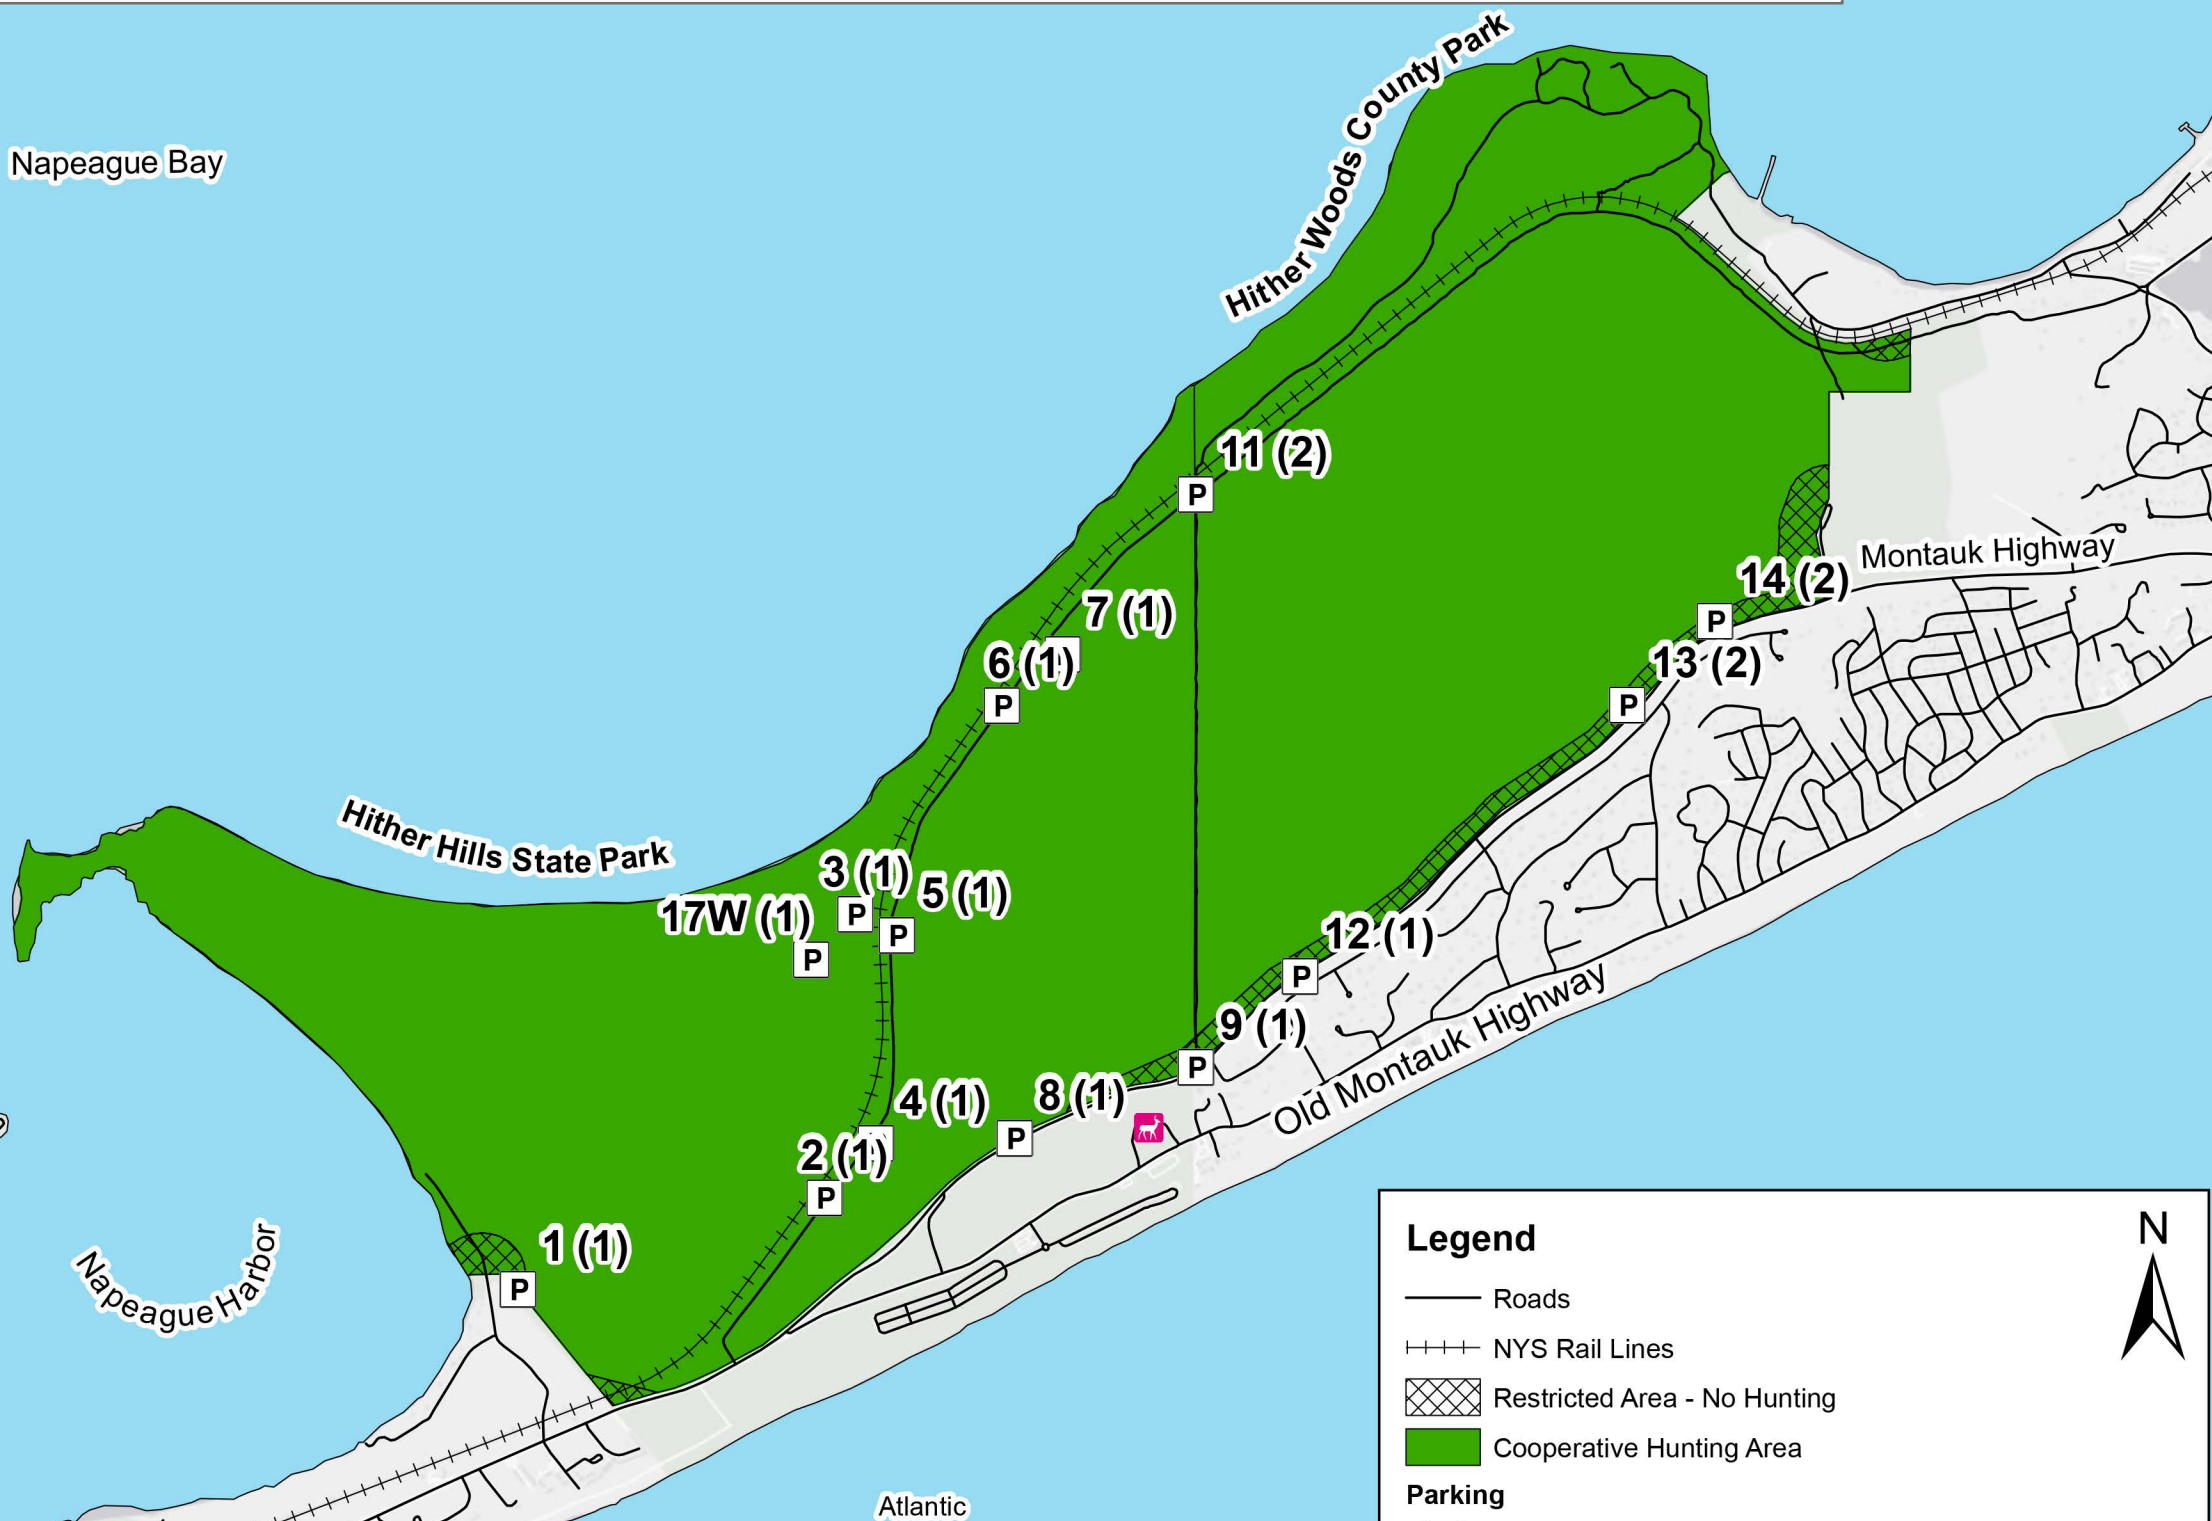 Hither Woods County Park
Napeague Bay
11 (2)
P
Montauk Highway
14 (2)
P
7 (1)
6 (1)
P
13 (2)
P
Hither Hills State Park
3 (1)
5 (1)
17W (1)
P
P
P
12 (1)
P
9 (1)
P
Old Montauk Highway
4 (1)
8 (1)
P
2 (1)
P
1 (1)
P
Napeague Harbor
Atlantic
Legend
N
Roads
NYS Rail Lines
Restricted Area - No Hunting
Cooperative Hunting Area
Parking